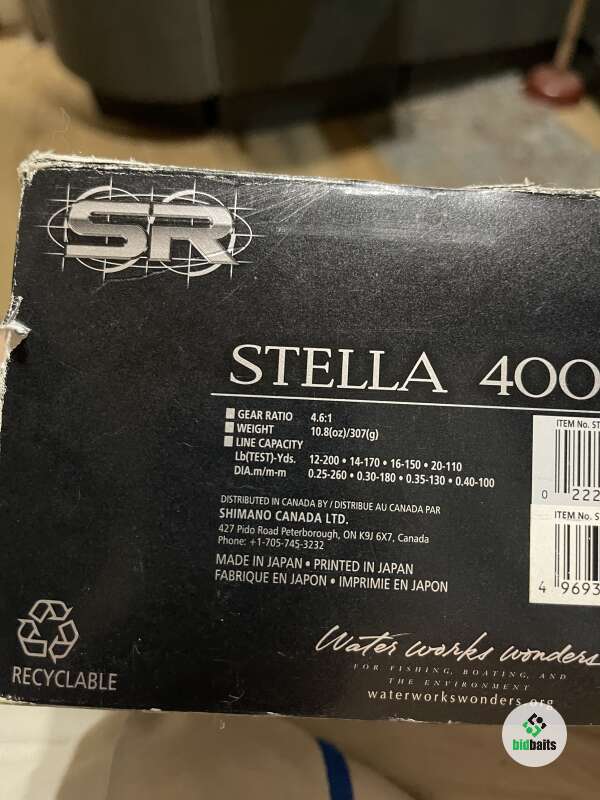 SR
STELLA 400
GEAR RATIO 4.6:1
WEIGHT 10.8(oz)/307(g)
LINE CAPACITY
Lb(TEST)-Yds. 12-200 • 14-170 • 16-150 • 20-110
DIA.m/m-m 0.25-260 • 0.30-180 • 0.35-130 • 0.40-100
ITEM No. ST
0 222
ITEM No. S
4 9693
DISTRIBUTED IN CANADA BY / DISTRIBUE AU CANADA PAR
SHIMANO CANADA LTD.
427 Pido Road Peterborough, ON K9J 6X7, Canada
Phone: +1-705-745-3232
MADE IN JAPAN • PRINTED IN JAPAN
FABRIQUE EN JAPON • IMPRIMIE EN JAPON
RECYCLABLE
Water works wonders
FOR FISHING, BOATING, AND
THE ENVIRONMENT
waterworkswonders.org
bidbaits